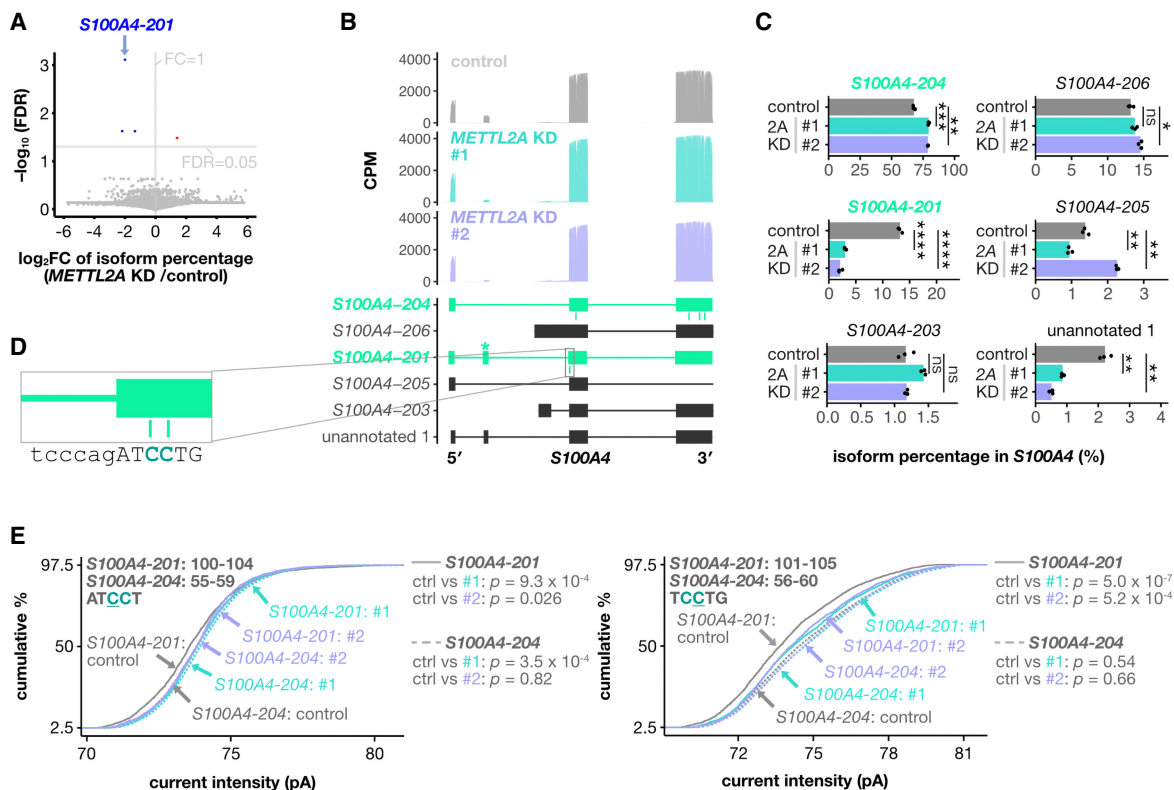 A
S100A4-201
FC=1
FDR=0.05
−log₁₀ (FDR)
3
2
1
0
-6
-4
-2
0
2
4
6
log₂FC of isoform percentage
(METTL2A KD /control)
B
control
METTL2A KD
#1
METTL2A KD
#2
CPM
4000
2000
0
4000
2000
0
4000
2000
0
S100A4−204
S100A4−206
*
S100A4−201
S100A4−205
S100A4−203
unannotated 1
5′
S100A4
3′
C
S100A4-204
control
2A
KD
#1
#2
***
**
0
25
50
75
100
S100A4-206
control
2A
KD
#1
#2
ns
*
0
5
10
15
S100A4-201
control
2A
KD
#1
#2
****
****
0
5
10
15
20
S100A4-205
control
2A
KD
#1
#2
**
**
0
1
2
3
S100A4-203
control
2A
KD
#1
#2
ns
ns
0.0
0.5
1.0
1.5
unannotated 1
control
2A
KD
#1
#2
**
**
0
1
2
3
4
isoform percentage in S100A4 (%)
D
tcccagATCCTG
E
S100A4-201: 100-104
S100A4-204: 55-59
ATCCT
cumulative %
97.5
50
2.5
S100A4-201:
control
S100A4-201: #1
S100A4-201: #2
S100A4-204: #2
S100A4-204: #1
S100A4-204: control
70
75
80
current intensity (pA)
S100A4-201
ctrl vs #1: p = 9.3 x 10⁻⁴
ctrl vs #2: p = 0.026
S100A4-204
ctrl vs #1: p = 3.5 x 10⁻⁴
ctrl vs #2: p = 0.82
S100A4-201: 101-105
S100A4-204: 56-60
TCCTG
cumulative %
97.5
50
2.5
S100A4-201:
control
S100A4-201: #1
S100A4-201: #2
S100A4-204: #2
S100A4-204: #1
S100A4-204: control
72
75
78
81
current intensity (pA)
S100A4-201
ctrl vs #1: p = 5.0 x 10⁻⁷
ctrl vs #2: p = 5.2 x 10⁻⁴
S100A4-204
ctrl vs #1: p = 0.54
ctrl vs #2: p = 0.66